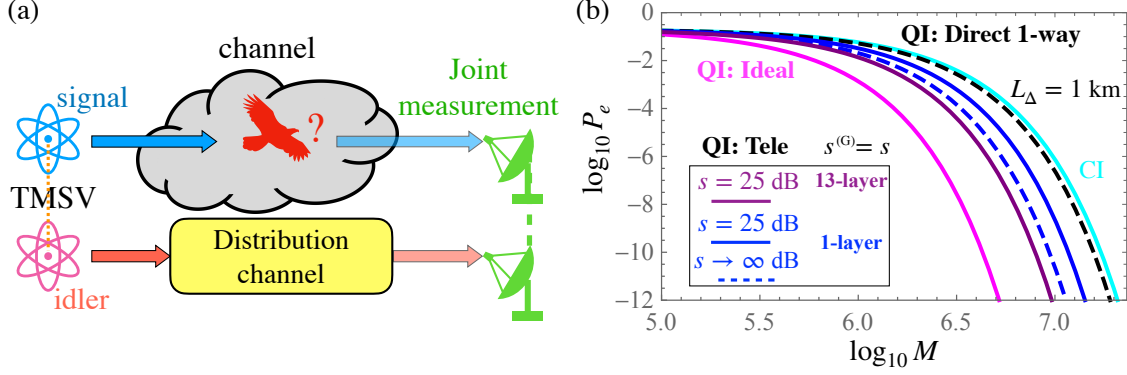 (a)
channel
signal
?
Joint
measurement
TMSV
idler
Distribution
channel
(b)
0
−2
−4
−6
−8
−10
−12
log₁₀ Pₑ
QI: Direct 1-way
QI: Ideal
L_Δ = 1 km
QI: Tele s⁽ᴳ⁾= s
s = 25 dB 13-layer
s = 25 dB
1-layer
s → ∞ dB
CI
5.0 5.5 6.0 6.5 7.0
log₁₀ M